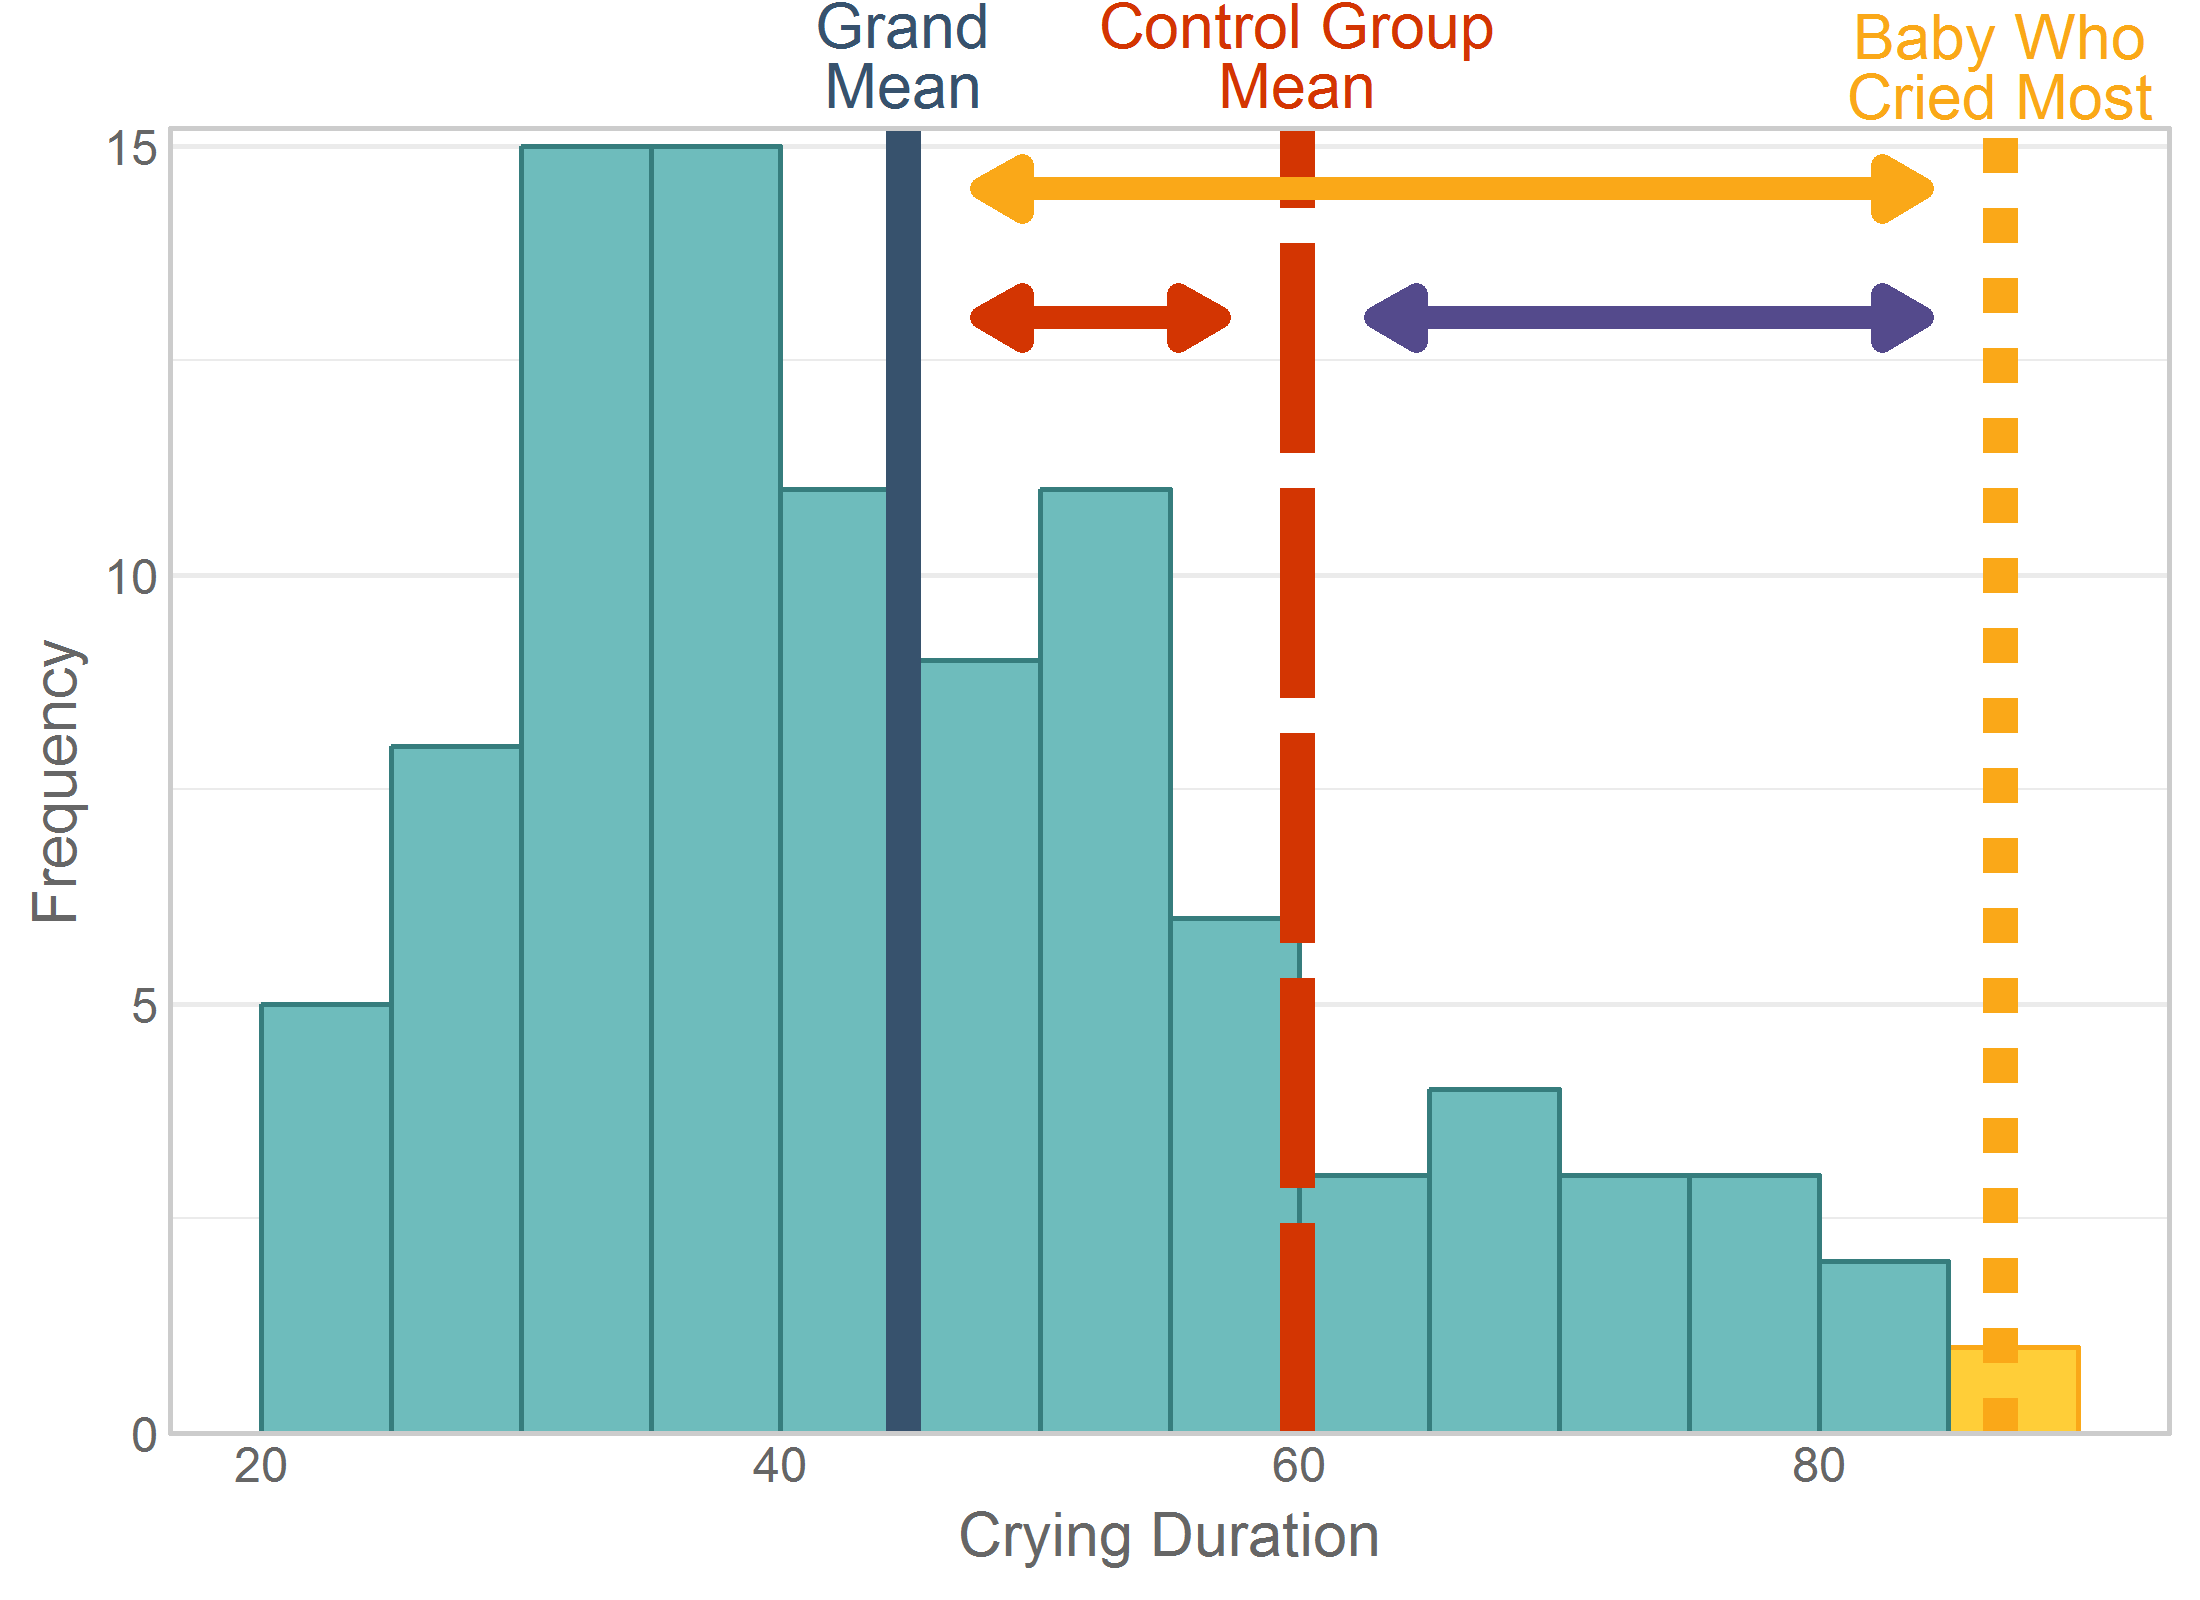 Grand
Mean
Control Group
Mean
Baby Who
Cried Most
15
10
5
0
Frequency
20
40
60
80
Crying Duration